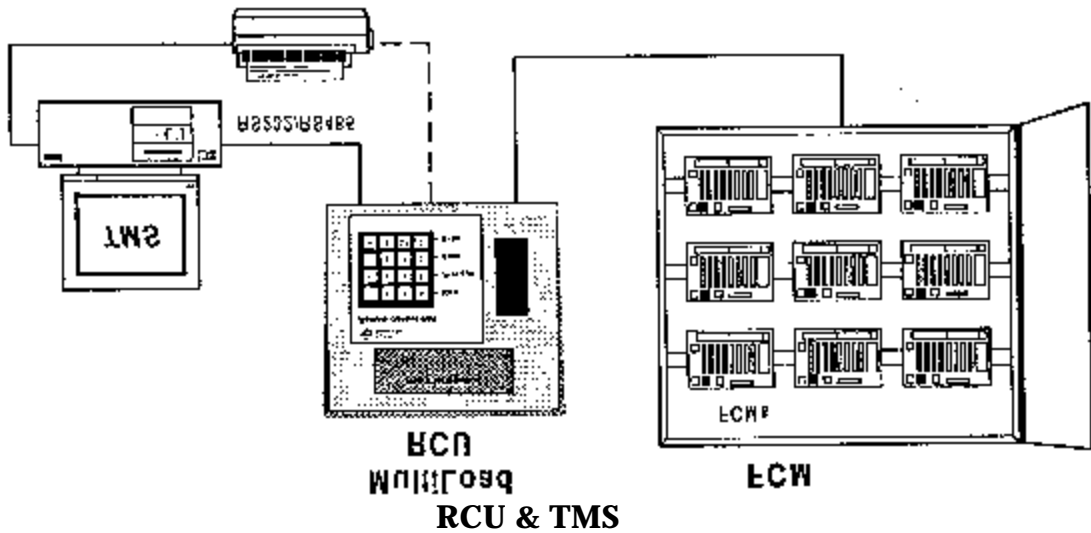 RS232/RS485
TMS
FCMs
RCU
MultiLoad
FCM
RCU & TMS